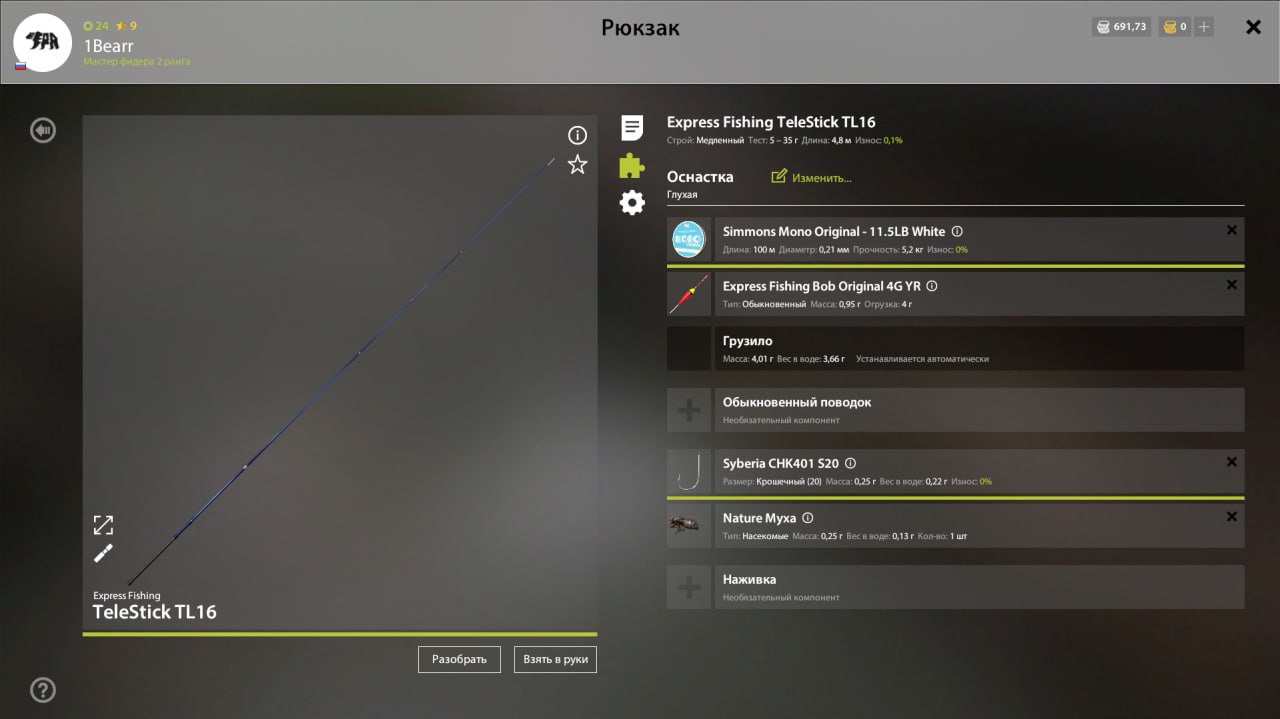 24 9
1Bearr
Мастер фидера 2 ранга
Рюкзак
691,73 0
Express Fishing TeleStick TL16
Строй: Медленный Тест: 5 – 35 г Длина: 4,8 м Износ: 0,1%
Оснастка Изменить...
Глухая
Simmons Mono Original - 11.5LB White
Длина: 100 м Диаметр: 0,21 мм Прочность: 5,2 кг Износ: 0%
Express Fishing Bob Original 4G YR
Тип: Обыкновенный Масса: 0,95 г Огрузка: 4 г
Грузило
Масса: 4,01 г Вес в воде: 3,66 г Устанавливается автоматически
Обыкновенный поводок
Необязательный компонент
Syberia CHK401 S20
Размер: Крошечный (20) Масса: 0,25 г Вес в воде: 0,22 г Износ: 0%
Nature Муха
Тип: Насекомые Масса: 0,25 г Вес в воде: 0,13 г Кол-во: 1 шт
Наживка
Необязательный компонент
Express Fishing
TeleStick TL16
Разобрать Взять в руки